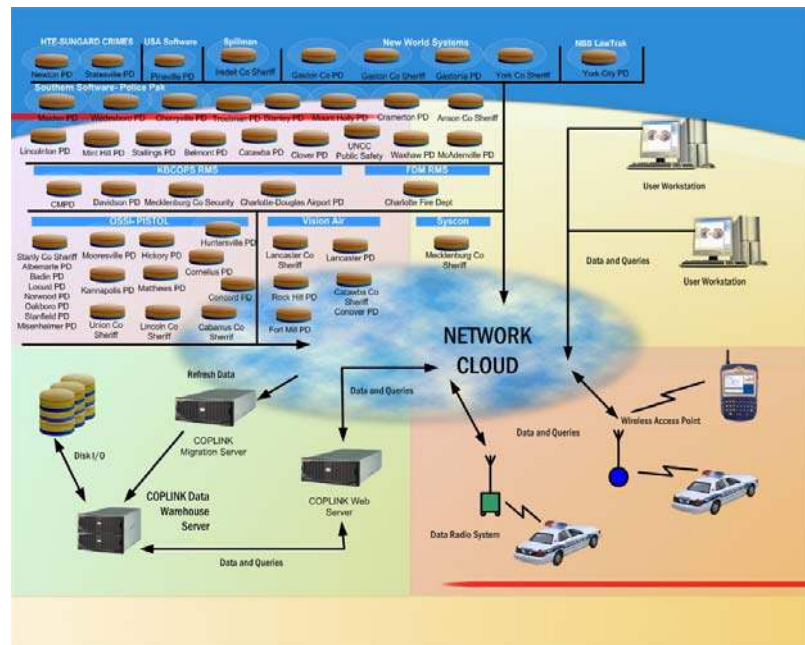 HTE-SUNGARD CRIMES
USA Software
Spillman
New World Systems
NBS LawTrak
Newton PD
Statesville PD
Pineville PD
Iredell Co Sheriff
Gaston Co PD
Gaston Co Sheriff
Gastonia PD
York Co Sheriff
York City PD
Southern Software- Police Pak
Maiden PD
Wadesboro PD
Cherryville PD
Troutman PD
Stanley PD
Mount Holly PD
Cramerton PD
Anson Co Sheriff
Lincolnton PD
Mint Hill PD
Stallings PD
Belmont PD
Catawba PD
Clover PD
UNCC
Public Safety
Waxhaw PD
McAdenville PD
KBCOPS RMS
FDM RMS
CMPD
Davidson PD
Mecklenburg Co Security
Charlotte-Douglas Airport PD
Charlotte Fire Dept
OSSI- PISTOL
Vision Air
Syscon
Stanly Co Sheriff
Albemarle PD
Badin PD
Locust PD
Norwood PD
Oakboro PD
Stanfield PD
Misenheimer PD
Mooresville PD
Hickory PD
Huntersville PD
Cornelius PD
Kannapolis PD
Matthews PD
Concord PD
Union Co
Sheriff
Lincoln Co
Sheriff
Cabarrus Co
Sherrif
Lancaster Co
Sheriff
Lancaster PD
Rock Hill PD
Catawba Co
Sheriff
Conover PD
Fort Mill PD
Mecklenburg Co
Sheriff
User Workstation
Data and Queries
User Workstation
NETWORK
CLOUD
Refresh Data
Data and Queries
COPLINK
Migration Server
Disk I/O
COPLINK Data
Warehouse
Server
COPLINK Web
Server
Data and Queries
Wireless Access Point
Data and Queries
Data Radio System